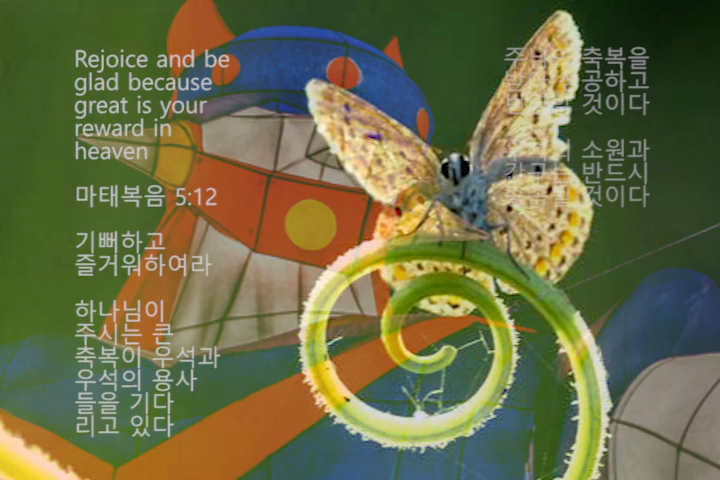 Rejoice and be
glad because
great is your
reward in
heaven
마태복음 5:12
기뻐하고
즐거워하여라
하나님이
주시는 큰
축복이 우석과
우석의 용사
들을 기다
리고 있다
축복을
공하고
것이다
소원과
반드시
것이다